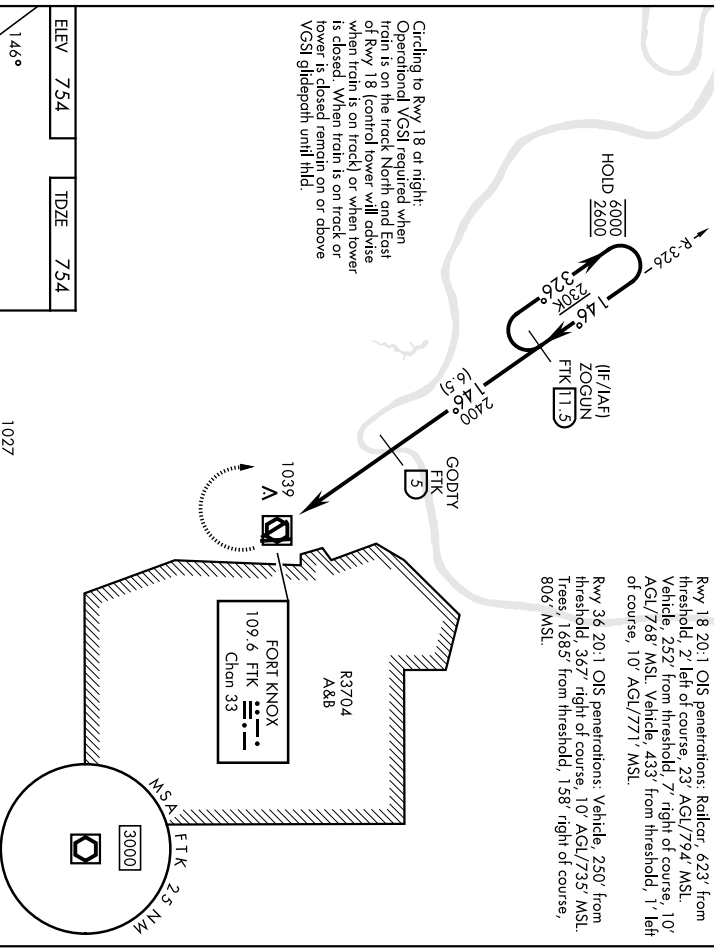 Circling to Rwy 18 at night:
Operational VGSI required when
train is on the track North and East
of Rwy 18 (control tower will advise
when train is on track) or when tower
is closed. When train is on track or
tower is closed remain on or above
VGSI glidepath until thld.
Rwy 18 20:1 OIS penetrations: Railcar, 623’ from
threshold, 2’ left of course, 23’ AGL/794’ MSL.
Vehicle, 252’ from threshold, 7’ right of course, 10’
AGL/768’ MSL. Vehicle, 433’ from threshold, 1’ left
of course, 10’ AGL/771’ MSL.
Rwy 36 20:1 OIS penetrations: Vehicle, 250’ from
threshold, 367’ right of course, 10’ AGL/735’ MSL.
Trees, 1685’ from threshold, 158’ right of course,
806’ MSL.
R-326
HOLD 6000
2600
326°
230K
146°
(IF/IAF)
ZOGUN
FTK 11.5
2400
146°
(6.5)
GODTY
FTK
5
1039
R3704
A&B
FORT KNOX
109.6 FTK
Chan 33
MSA FTK 25 NM
3000
ELEV 754
TDZE 754
146°
1027